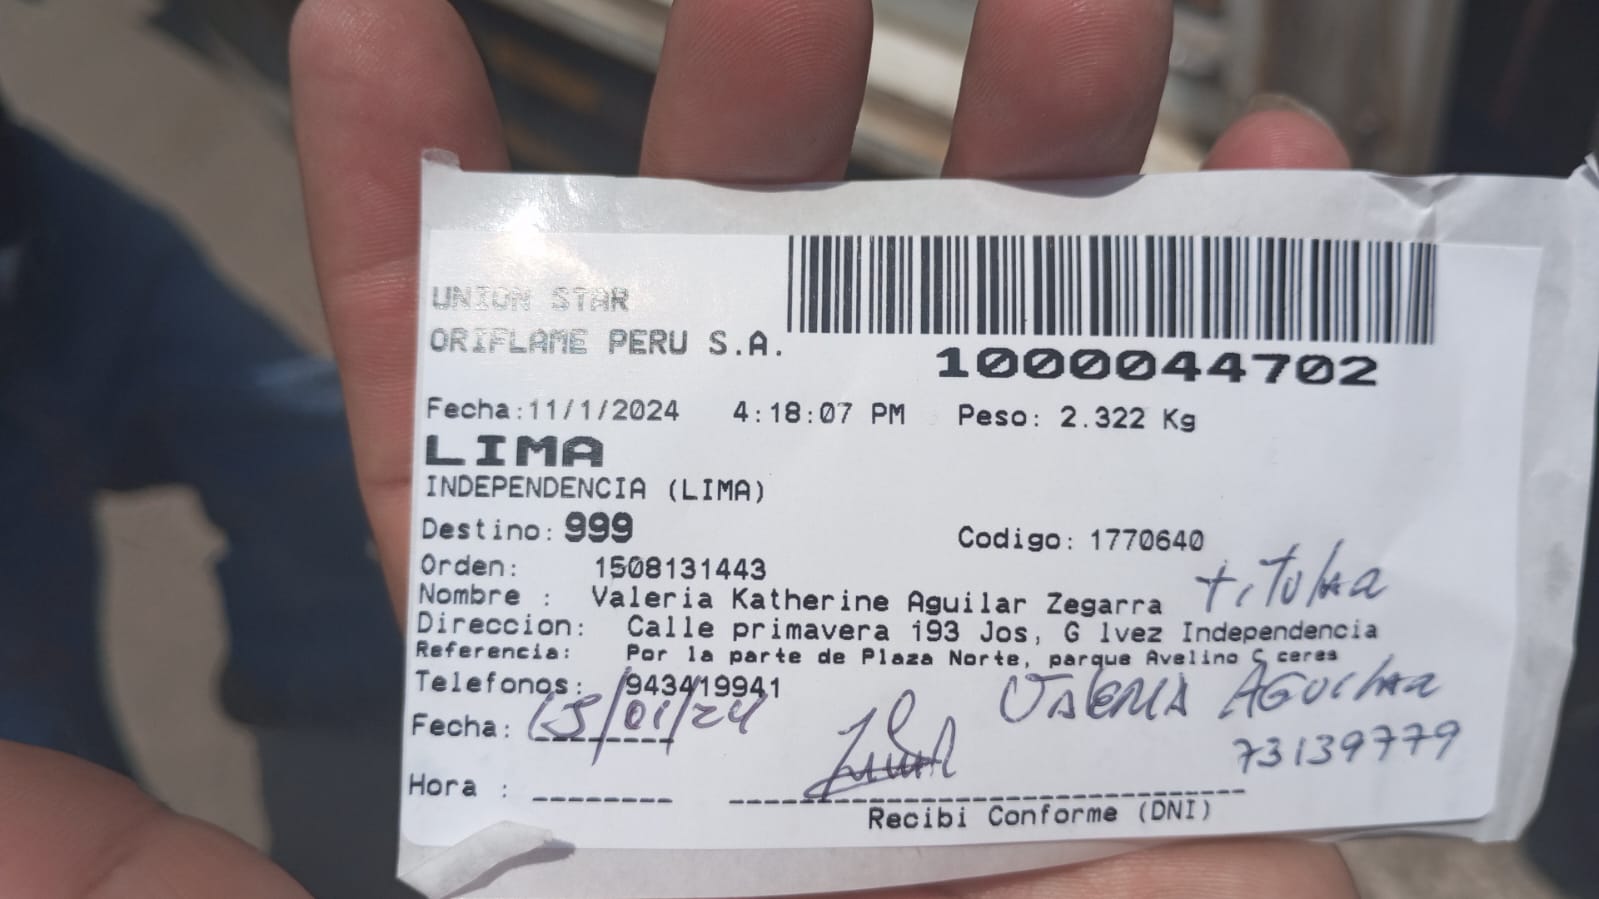 UNION STAR
ORIFLAME PERU S.A.
1000044702
Fecha:11/1/2024 4:18:07 PM Peso: 2.322 Kg
LIMA
INDEPENDENCIA (LIMA)
Destino: 999 Codigo: 1770640
Orden: 1508131443
Nombre : Valeria Katherine Aguilar Zegarra titular
Direccion: Calle primavera 193 Jos, G lvez Independencia
Referencia: Por la parte de Plaza Norte, parque Avelino C ceres
Telefonos: 943419941
VALERIA AGUILAR
Fecha: 15/01/24
73139779
Hora :
Recibi Conforme (DNI)